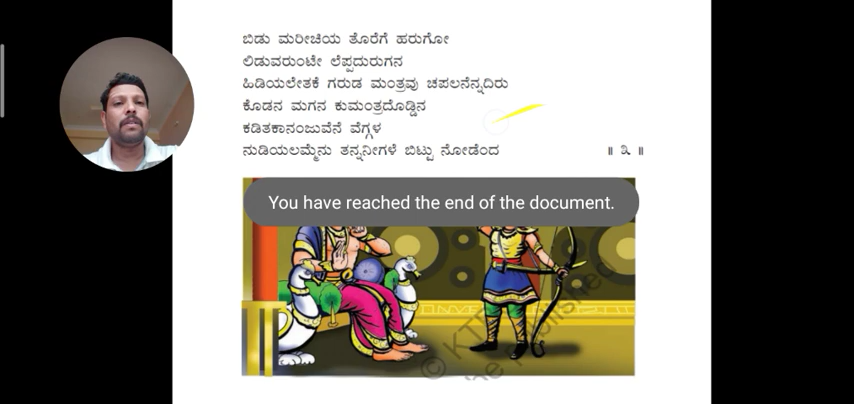 ಬಿಡು ಮರೀಚಿಯ ತೊರೆಗೆ ಹರುಗೋ
ಲಿಡುವರುಂಟೇ ಲೆಪ್ಪದುರುಗನ
ಹಿಡಿಯಲೇತಕೆ ಗರುಡ ಮಂತ್ರವು ಚಪಲನೆನ್ನದಿರು
ಕೊಡನ ಮಗನ ಕುಮಂತ್ರದೊಡ್ಡಿನ
ಕಡಿತಕಾನಂಜುವೆನೆ ವೆಗ್ಗಳ
ನುಡಿಯಲಮ್ಮೆನು ತನ್ನನೀಗಳೆ ಬಿಟ್ಟು ನೋಡೆಂದ ॥ ೩ ॥
You have reached the end of the document.